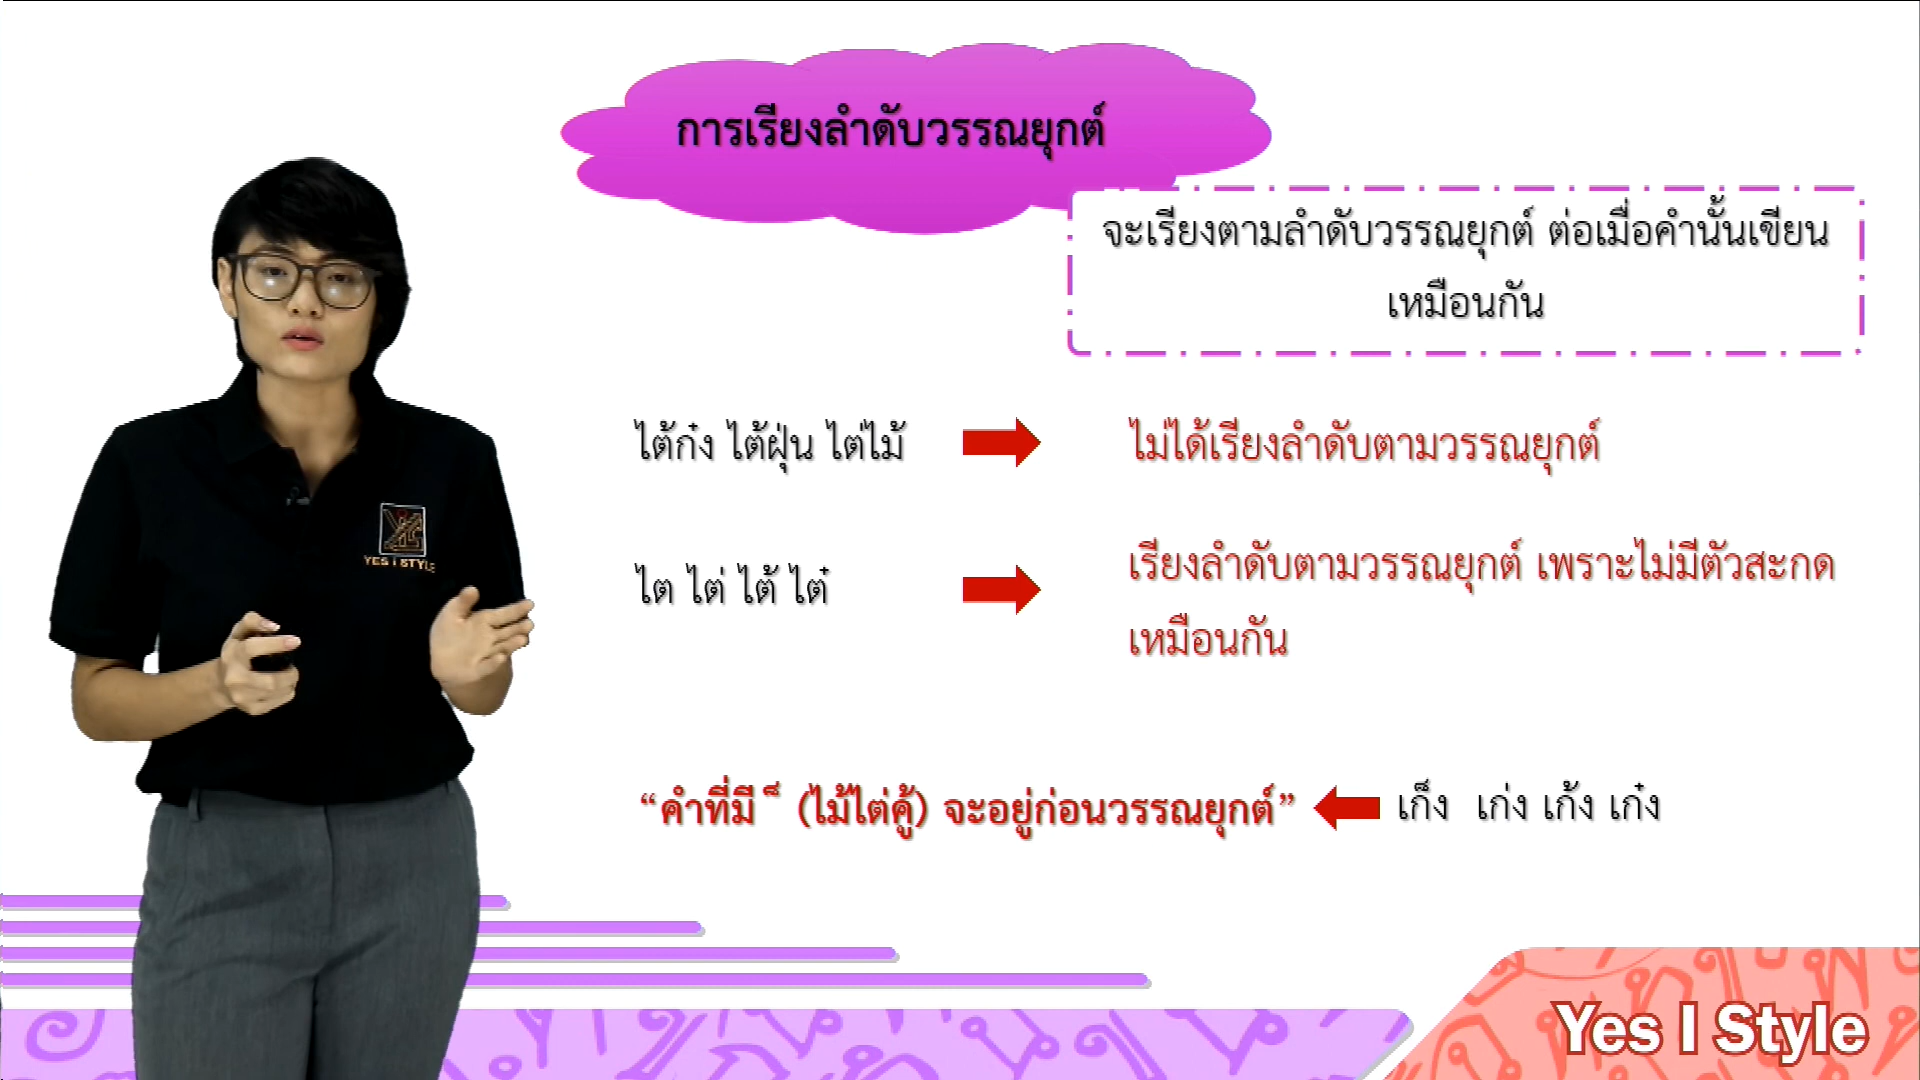 การเรียงลำดับวรรณยุกต์
จะเรียงตามลำดับวรรณยุกต์ ต่อเมื่อคำนั้นเขียน
เหมือนกัน
ไต้ก๋ง ไต้ฝุ่น ไต่ไม้
ไม่ได้เรียงลำดับตามวรรณยุกต์
ไต ไต่ ไต้ ไต๋
เรียงลำดับตามวรรณยุกต์ เพราะไม่มีตัวสะกด
เหมือนกัน
“คำที่มี ็ (ไม้ไต่คู้) จะอยู่ก่อนวรรณยุกต์”
เก็ง เก่ง เก้ง เก๋ง
YES I STYLE
Yes I Style